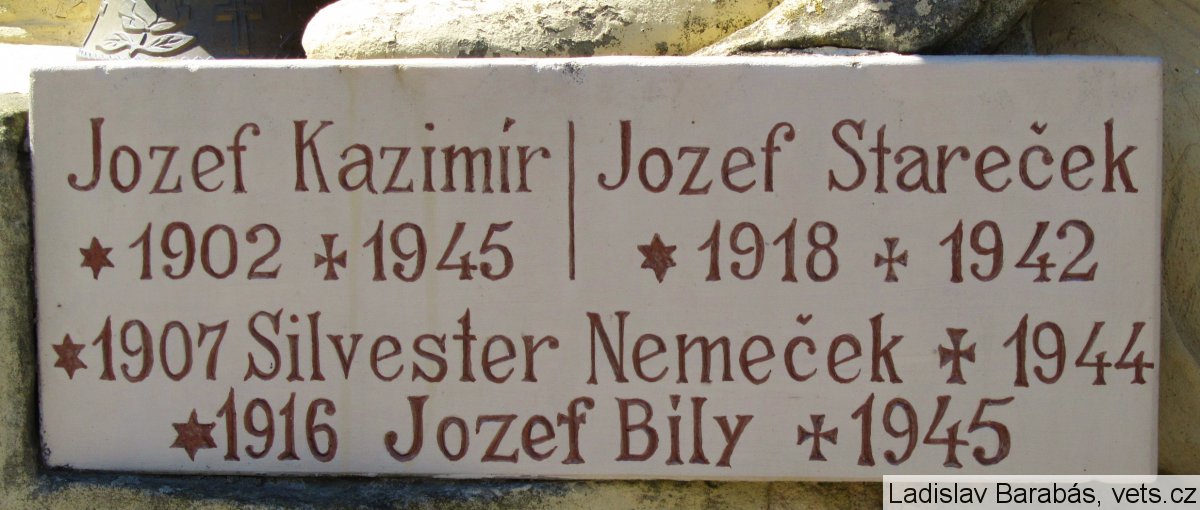 Jozef Kazimír
✶ 1902 ✠ 1945
Jozef Stareček
✶ 1918 ✠ 1942
✶ 1907 Silvester Nemeček ✠ 1944
✶ 1916 Jozef Bily ✠ 1945
Ladislav Barabás, vets.cz